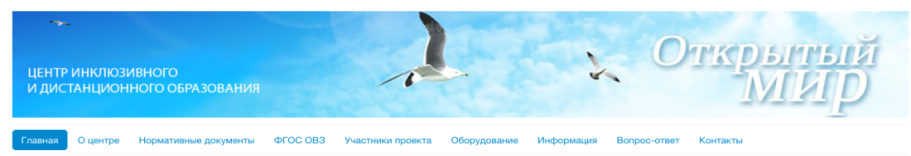 ЦЕНТР ИНКЛЮЗИВНОГО
И ДИСТАНЦИОННОГО ОБРАЗОВАНИЯ
Открытый
мир
Главная О центре Нормативные документы ФГОС ОВЗ Участники проекта Оборудование Информация Вопрос-ответ Контакты